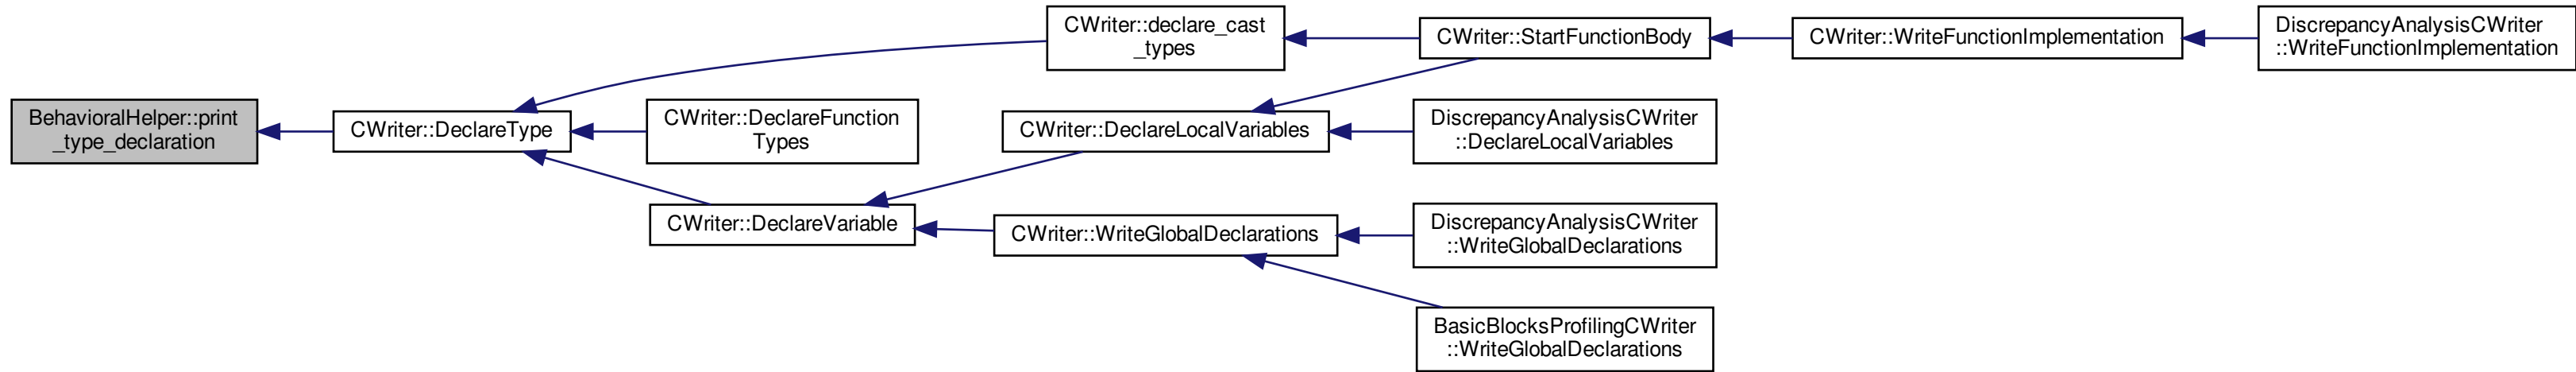 BehavioralHelper::print
_type_declaration
CWriter::DeclareType
CWriter::declare_cast
_types
CWriter::DeclareFunction
Types
CWriter::DeclareVariable
CWriter::StartFunctionBody
CWriter::WriteFunctionImplementation
DiscrepancyAnalysisCWriter
::WriteFunctionImplementation
CWriter::DeclareLocalVariables
DiscrepancyAnalysisCWriter
::DeclareLocalVariables
CWriter::WriteGlobalDeclarations
DiscrepancyAnalysisCWriter
::WriteGlobalDeclarations
BasicBlocksProfilingCWriter
::WriteGlobalDeclarations